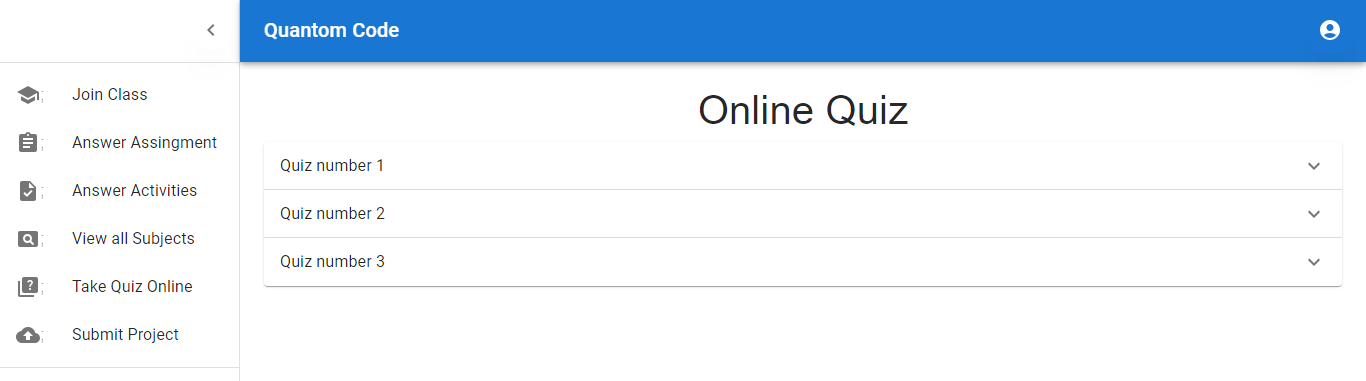 Quantom Code
; Join Class
; Answer Assingment
; Answer Activities
; View all Subjects
; Take Quiz Online
; Submit Project
Online Quiz
Quiz number 1
Quiz number 2
Quiz number 3